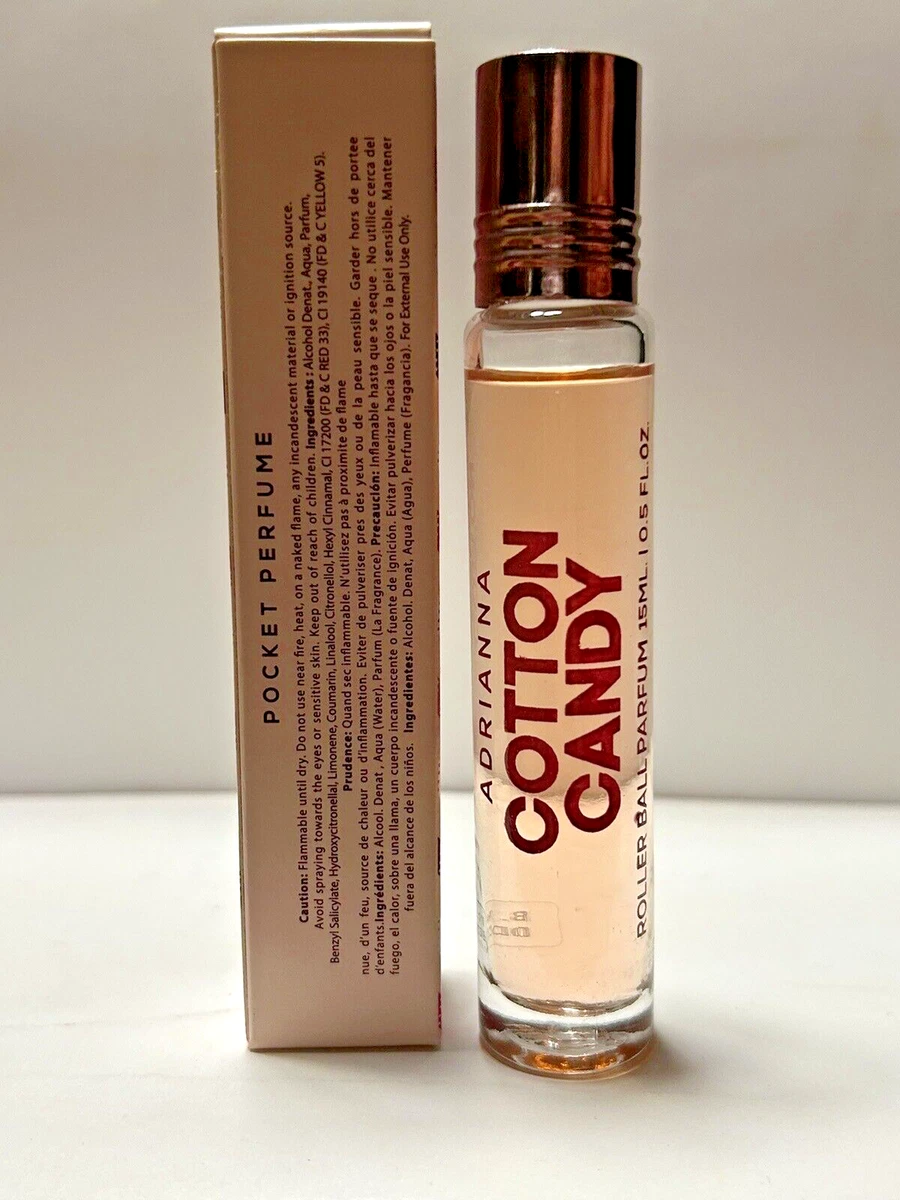 POCKET PERFUME
Caution: Flammable until dry. Do not use near fire, heat, on a naked flame, any incandescent material or ignition source.
Avoid spraying towards the eyes or sensitive skin. Keep out of reach of children. Ingredients : Alcohol Denat., Aqua, Parfum,
Benzyl Salicylate, Hydroxycitronellal, Limonene, Coumarin, Linalool, Citronellol, Hexyl Cinnamal, CI 17200 (FD & C RED 33), CI 19140 (FD & C YELLOW 5).
Prudence: Quand sec inflammable. N'utilisez pas à proximite de flame
nue, d'un feu, source de chaleur ou d'inflammation. Eviter de pulveriser pres des yeux ou de la peau sensible. Garder hors de portee
d'enfants.Ingrédients: Alcool. Denat , Aqua (Water), Parfum (La Fragrance). Precaución: Inflamable hasta que se seque . No utilice cerca del
fuego, el calor, sobre una llama, un cuerpo incandescente o fuente de ignición. Evitar pulverizar hacia los ojos o la piel sensible. Mantener
fuera del alcance de los niños. Ingredientes: Alcohol. Denat, Aqua (Agua), Perfume (Fragancia). For External Use Only.
ADRIANNA
COTTON
CANDY
ROLLER BALL PARFUM 15ML. / 0.5 FL.OZ.